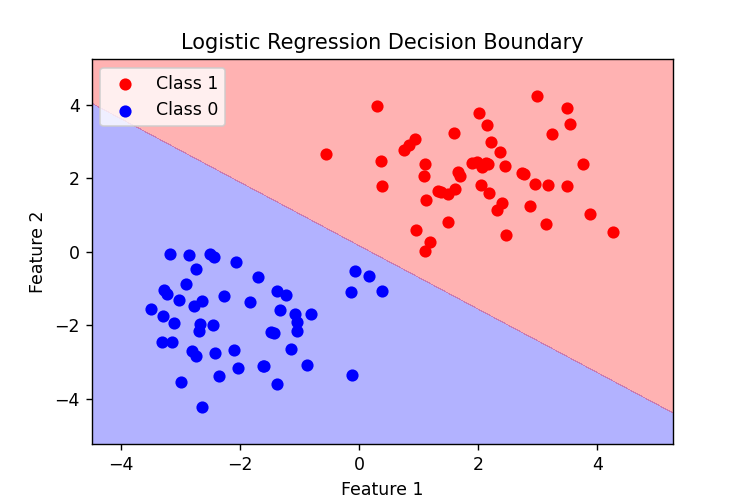 Logistic Regression Decision Boundary
Class 1
Class 0
Feature 2
4
2
0
−2
−4
−4 −2 0 2 4
Feature 1